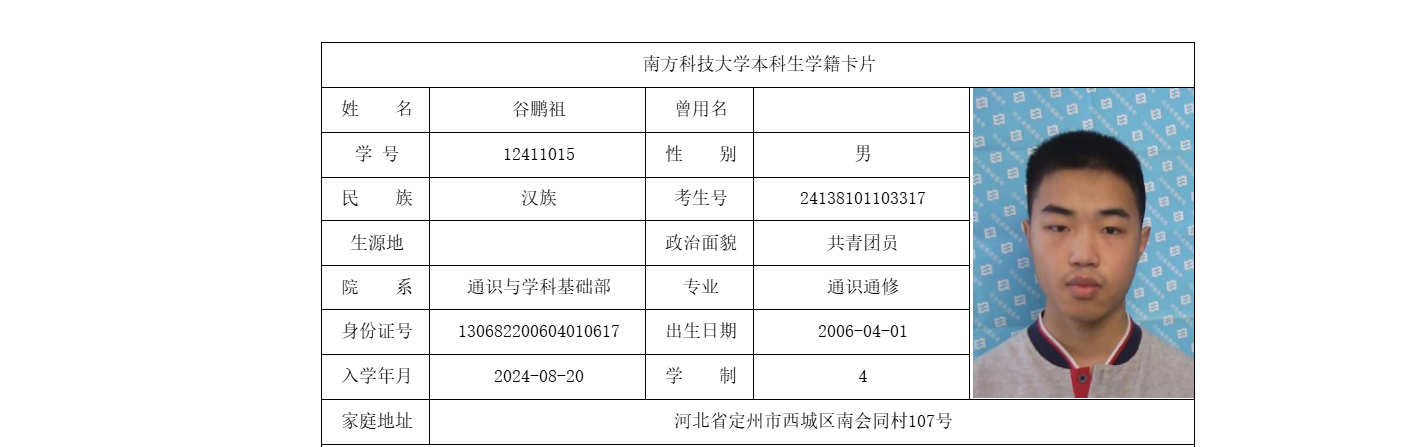 南方科技大学本科生学籍卡片
姓 名 谷鹏祖 曾用名
学 号 12411015 性 别 男
民 族 汉族 考生号 24138101103317
生源地 政治面貌 共青团员
院 系 通识与学科基础部 专业 通识通修
身份证号 130682200604010617 出生日期 2006-04-01
入学年月 2024-08-20 学 制 4
家庭地址 河北省定州市西城区南会同村107号